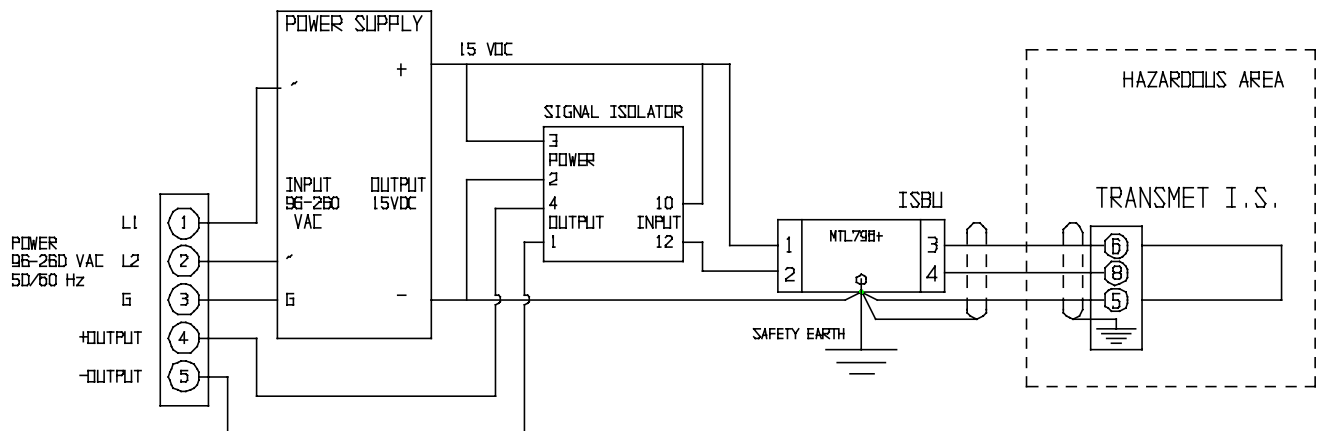 POWER SUPPLY
+
15 VDC
HAZARDOUS AREA
~
SIGNAL ISOLATOR
3
POWER
2
INPUT
96-260
VAC
OUTPUT
15VDC
4
OUTPUT
1
10
INPUT
12
ISBU
TRANSMET I.S.
MTL798+
1
2
3
4
6
8
5
POWER
96-260 VAC
50/60 Hz
L1
1
L2
2
~
G
3
G
-
+OUTPUT
4
-OUTPUT
5
SAFETY EARTH